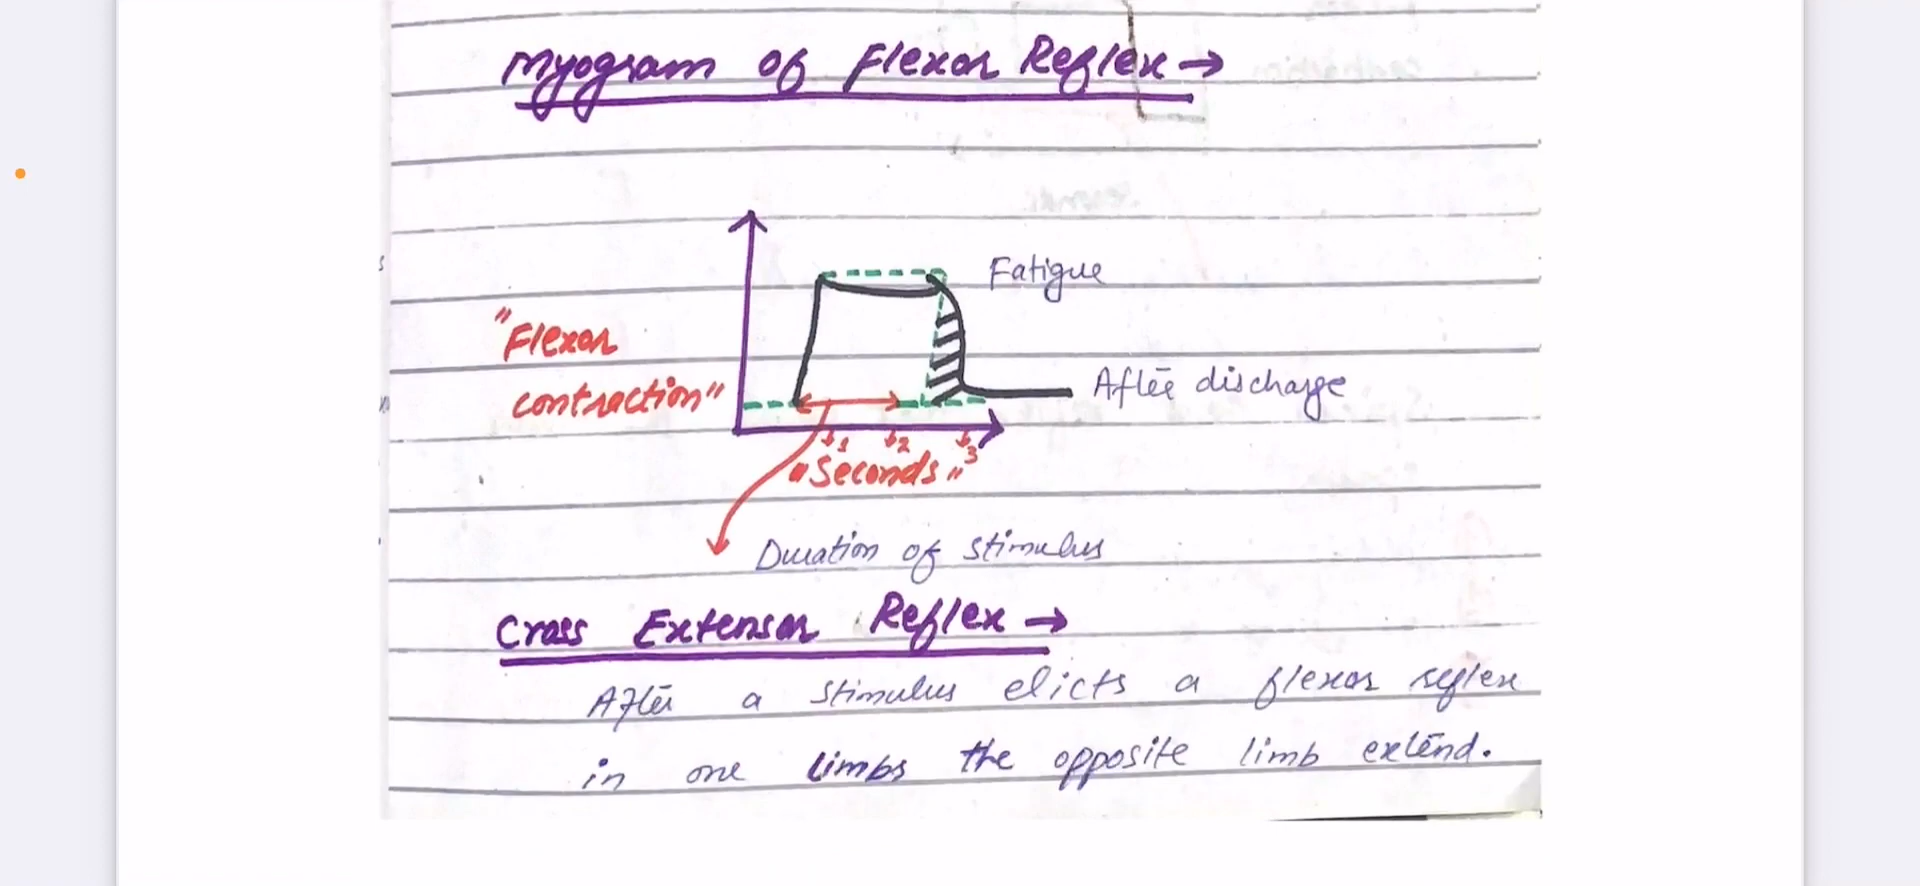 Myogram of Flexor Reflex →
Fatigue
"Flexor
contraction"
After discharge
1 2 3
"Seconds"
Duration of stimulus
Cross Extensor Reflex →
After a stimulus elicts a flexor reflex
in one limbs the opposite limb extend.